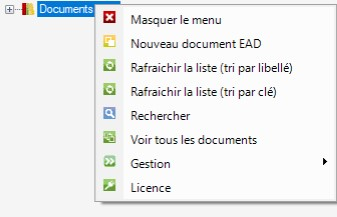 Documents
Masquer le menu
Nouveau document EAD
Rafraichir la liste (tri par libellé)
Rafraichir la liste (tri par clé)
Rechercher
Voir tous les documents
Gestion
Licence